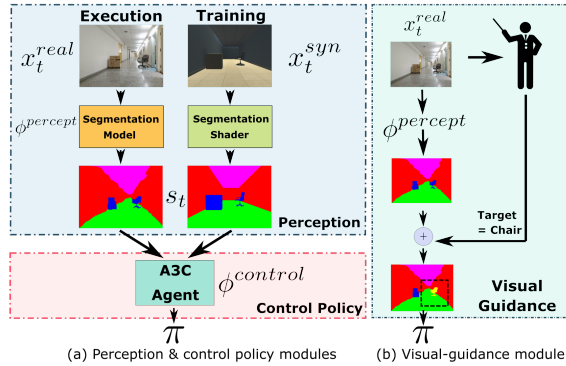 Execution
Training
x_t^{real}
x_t^{syn}
ϕ^{percept}
Segmentation
Model
Segmentation
Shader
s_t
Perception
A3C
Agent
ϕ^{control}
Control Policy
π
(a) Perception & control policy modules
x_t^{real}
ϕ^{percept}
Target
= Chair
+
Visual
Guidance
π
(b) Visual-guidance module